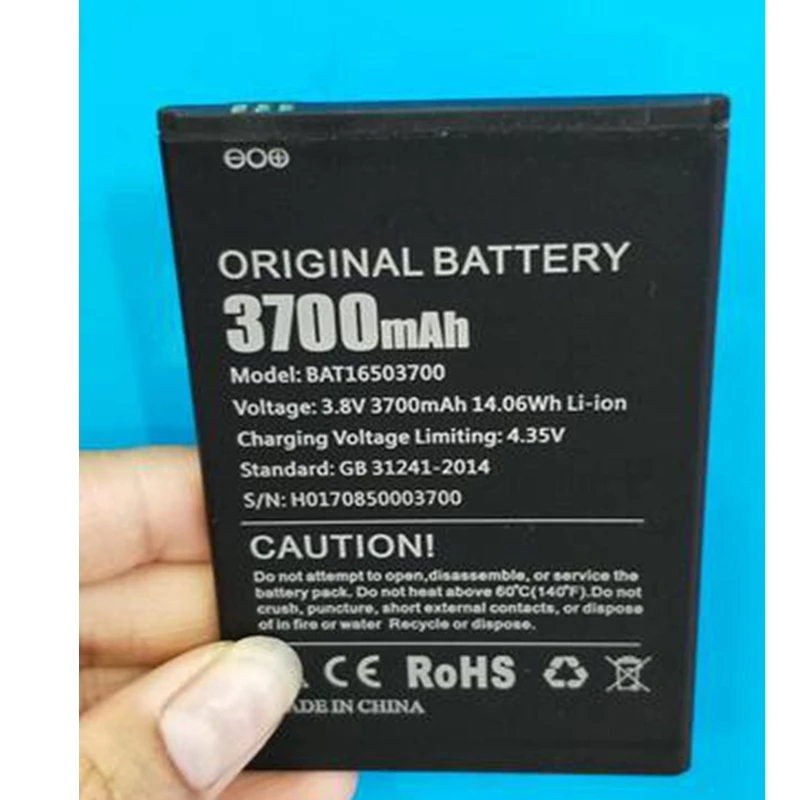 ORIGINAL BATTERY
3700mAh
Model: BAT16503700
Voltage: 3.8V 3700mAh 14.06Wh Li-ion
Charging Voltage Limiting: 4.35V
Standard: GB 31241-2014
S/N: H0170850003700
CAUTION!
Do not attempt to open,disassemble, or service the
battery pack. Do not heat above 60°C(140°F).Do not
crush, puncture, short external contacts, or dispose
of in fire or water Recycle or dispose.
CE RoHS
ADE IN CHINA